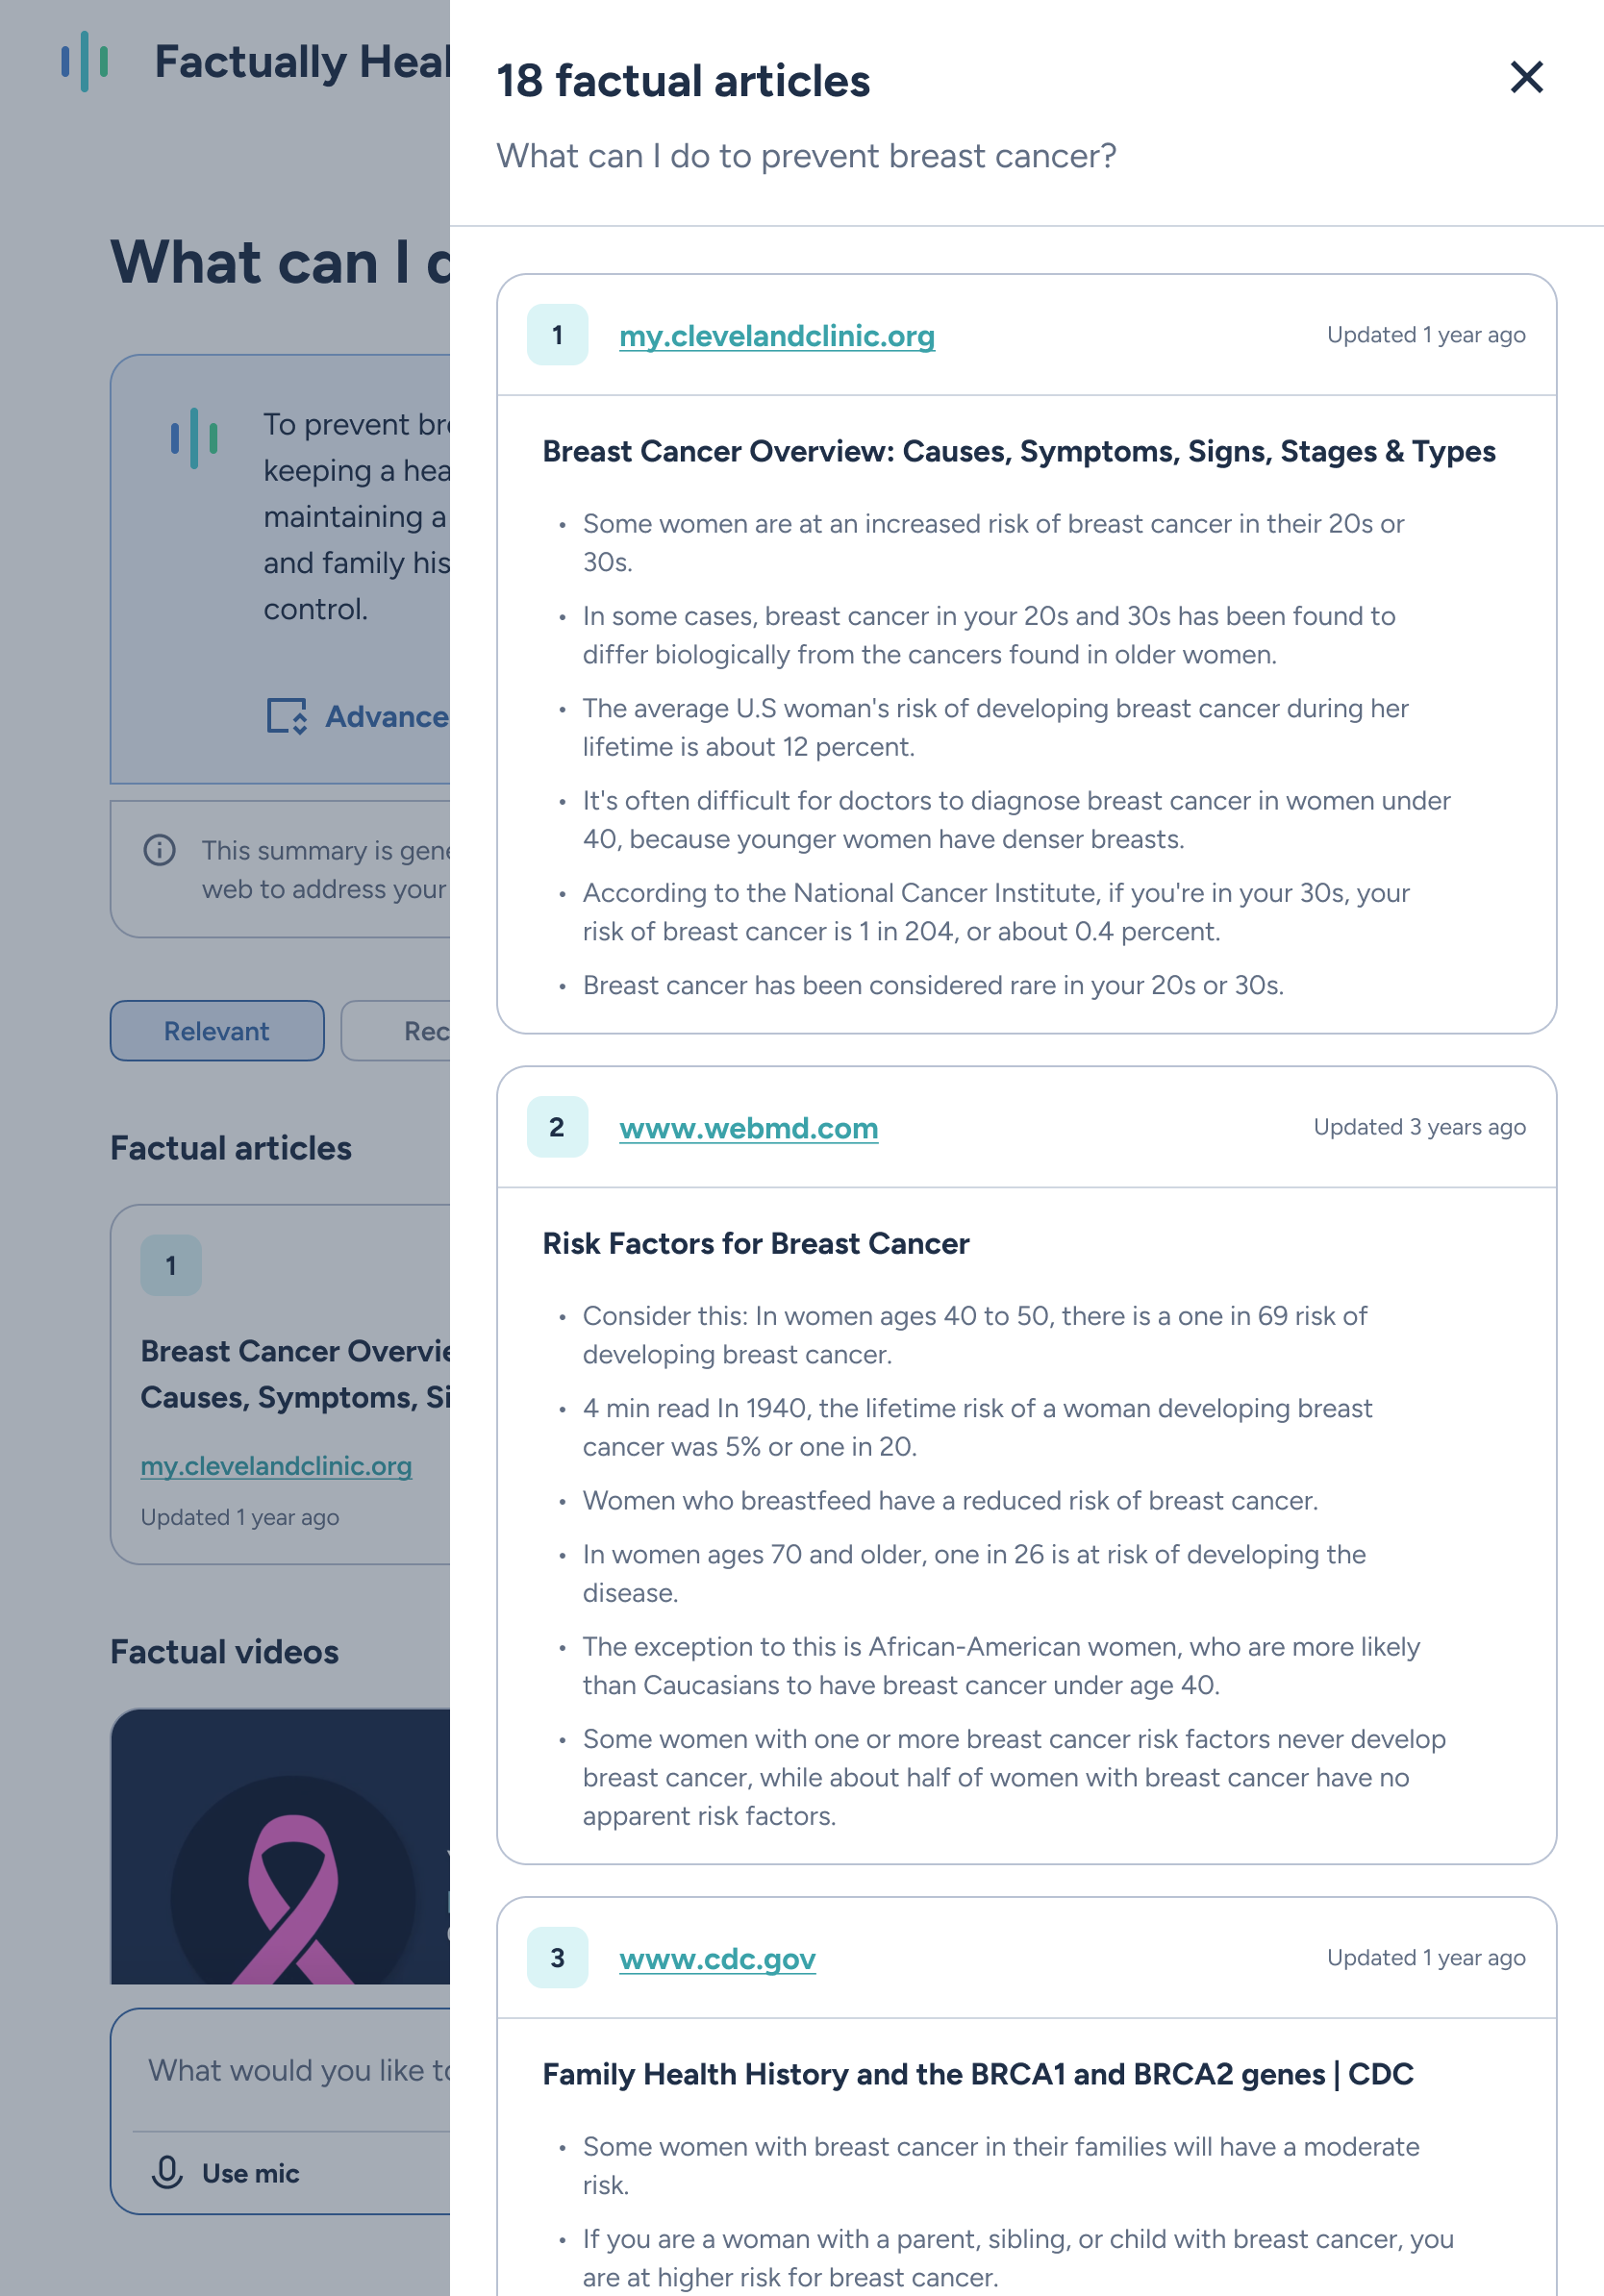 Factually Heal
What can I d
To prevent bre
keeping a hea
maintaining a
and family his
control.
Advance
This summary is gene
web to address your
Relevant
Rec
Factual articles
1
Breast Cancer Overvie
Causes, Symptoms, Si
my.clevelandclinic.org
Updated 1 year ago
Factual videos
What would you like to
Use mic
18 factual articles
What can I do to prevent breast cancer?
1
my.clevelandclinic.org
Updated 1 year ago
Breast Cancer Overview: Causes, Symptoms, Signs, Stages & Types
• Some women are at an increased risk of breast cancer in their 20s or
30s.
• In some cases, breast cancer in your 20s and 30s has been found to
differ biologically from the cancers found in older women.
• The average U.S woman's risk of developing breast cancer during her
lifetime is about 12 percent.
• It's often difficult for doctors to diagnose breast cancer in women under
40, because younger women have denser breasts.
• According to the National Cancer Institute, if you're in your 30s, your
risk of breast cancer is 1 in 204, or about 0.4 percent.
• Breast cancer has been considered rare in your 20s or 30s.
2
www.webmd.com
Updated 3 years ago
Risk Factors for Breast Cancer
• Consider this: In women ages 40 to 50, there is a one in 69 risk of
developing breast cancer.
• 4 min read In 1940, the lifetime risk of a woman developing breast
cancer was 5% or one in 20.
• Women who breastfeed have a reduced risk of breast cancer.
• In women ages 70 and older, one in 26 is at risk of developing the
disease.
• The exception to this is African-American women, who are more likely
than Caucasians to have breast cancer under age 40.
• Some women with one or more breast cancer risk factors never develop
breast cancer, while about half of women with breast cancer have no
apparent risk factors.
3
www.cdc.gov
Updated 1 year ago
Family Health History and the BRCA1 and BRCA2 genes | CDC
• Some women with breast cancer in their families will have a moderate
risk.
• If you are a woman with a parent, sibling, or child with breast cancer, you
are at higher risk for breast cancer.